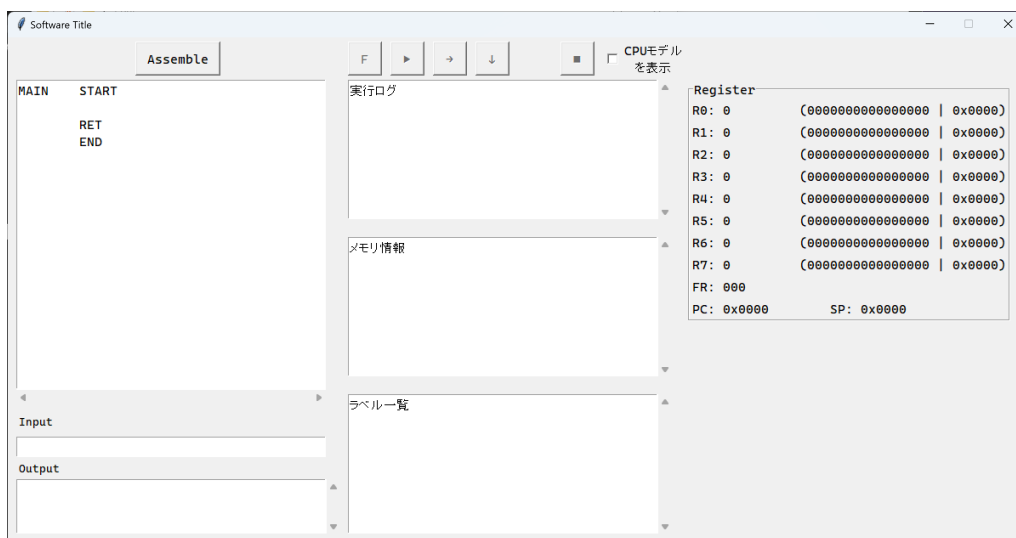 Software Title
Assemble
F ▶ → ↓ ■
CPUモデル
を表示
MAIN    START
RET
END
Input
Output
実行ログ
メモリ情報
ラベル一覧
Register
R0: 0 (0000000000000000 | 0x0000)
R1: 0 (0000000000000000 | 0x0000)
R2: 0 (0000000000000000 | 0x0000)
R3: 0 (0000000000000000 | 0x0000)
R4: 0 (0000000000000000 | 0x0000)
R5: 0 (0000000000000000 | 0x0000)
R6: 0 (0000000000000000 | 0x0000)
R7: 0 (0000000000000000 | 0x0000)
FR: 000
PC: 0x0000 SP: 0x0000